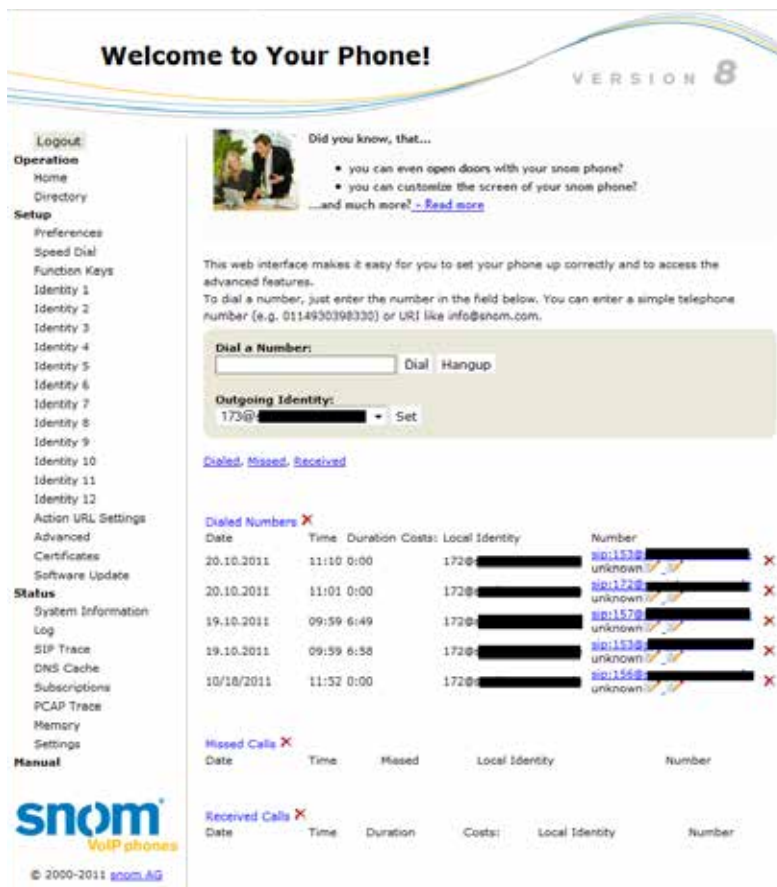 Welcome to Your Phone!
VERSION 8
Logout
Operation
Home
Directory
Setup
Preferences
Speed Dial
Function Keys
Identity 1
Identity 2
Identity 3
Identity 4
Identity 5
Identity 6
Identity 7
Identity 8
Identity 9
Identity 10
Identity 11
Identity 12
Action URL Settings
Advanced
Certificates
Software Update
Status
System Information
Log
SIP Trace
DNS Cache
Subscriptions
PCAP Trace
Memory
Settings
Manual
snom
VoIP phones
© 2000-2011 snom AG
Did you know, that...
• you can even open doors with your snom phone?
• you can customize the screen of your snom phone?
...and much more? - Read more
This web interface makes it easy for you to set your phone up correctly and to access the
advanced features.
To dial a number, just enter the number in the field below. You can enter a simple telephone
number (e.g. 0114930398330) or URI like info@snom.com.
Dial a Number:
Dial Hangup
Outgoing Identity:
173@ Set
Dialed, Missed, Received
Dialed Numbers
Date Time Duration Costs: Local Identity Number
20.10.2011 11:10 0:00 172@ sip:153@
unknown
20.10.2011 11:01 0:00 172@ sip:172@
unknown
19.10.2011 09:59 6:49 172@ sip:157@
unknown
19.10.2011 09:59 6:58 172@ sip:153@
unknown
10/18/2011 11:52 0:00 172@ sip:156@
unknown
Missed Calls
Date Time Missed Local Identity Number
Received Calls
Date Time Duration Costs: Local Identity Number